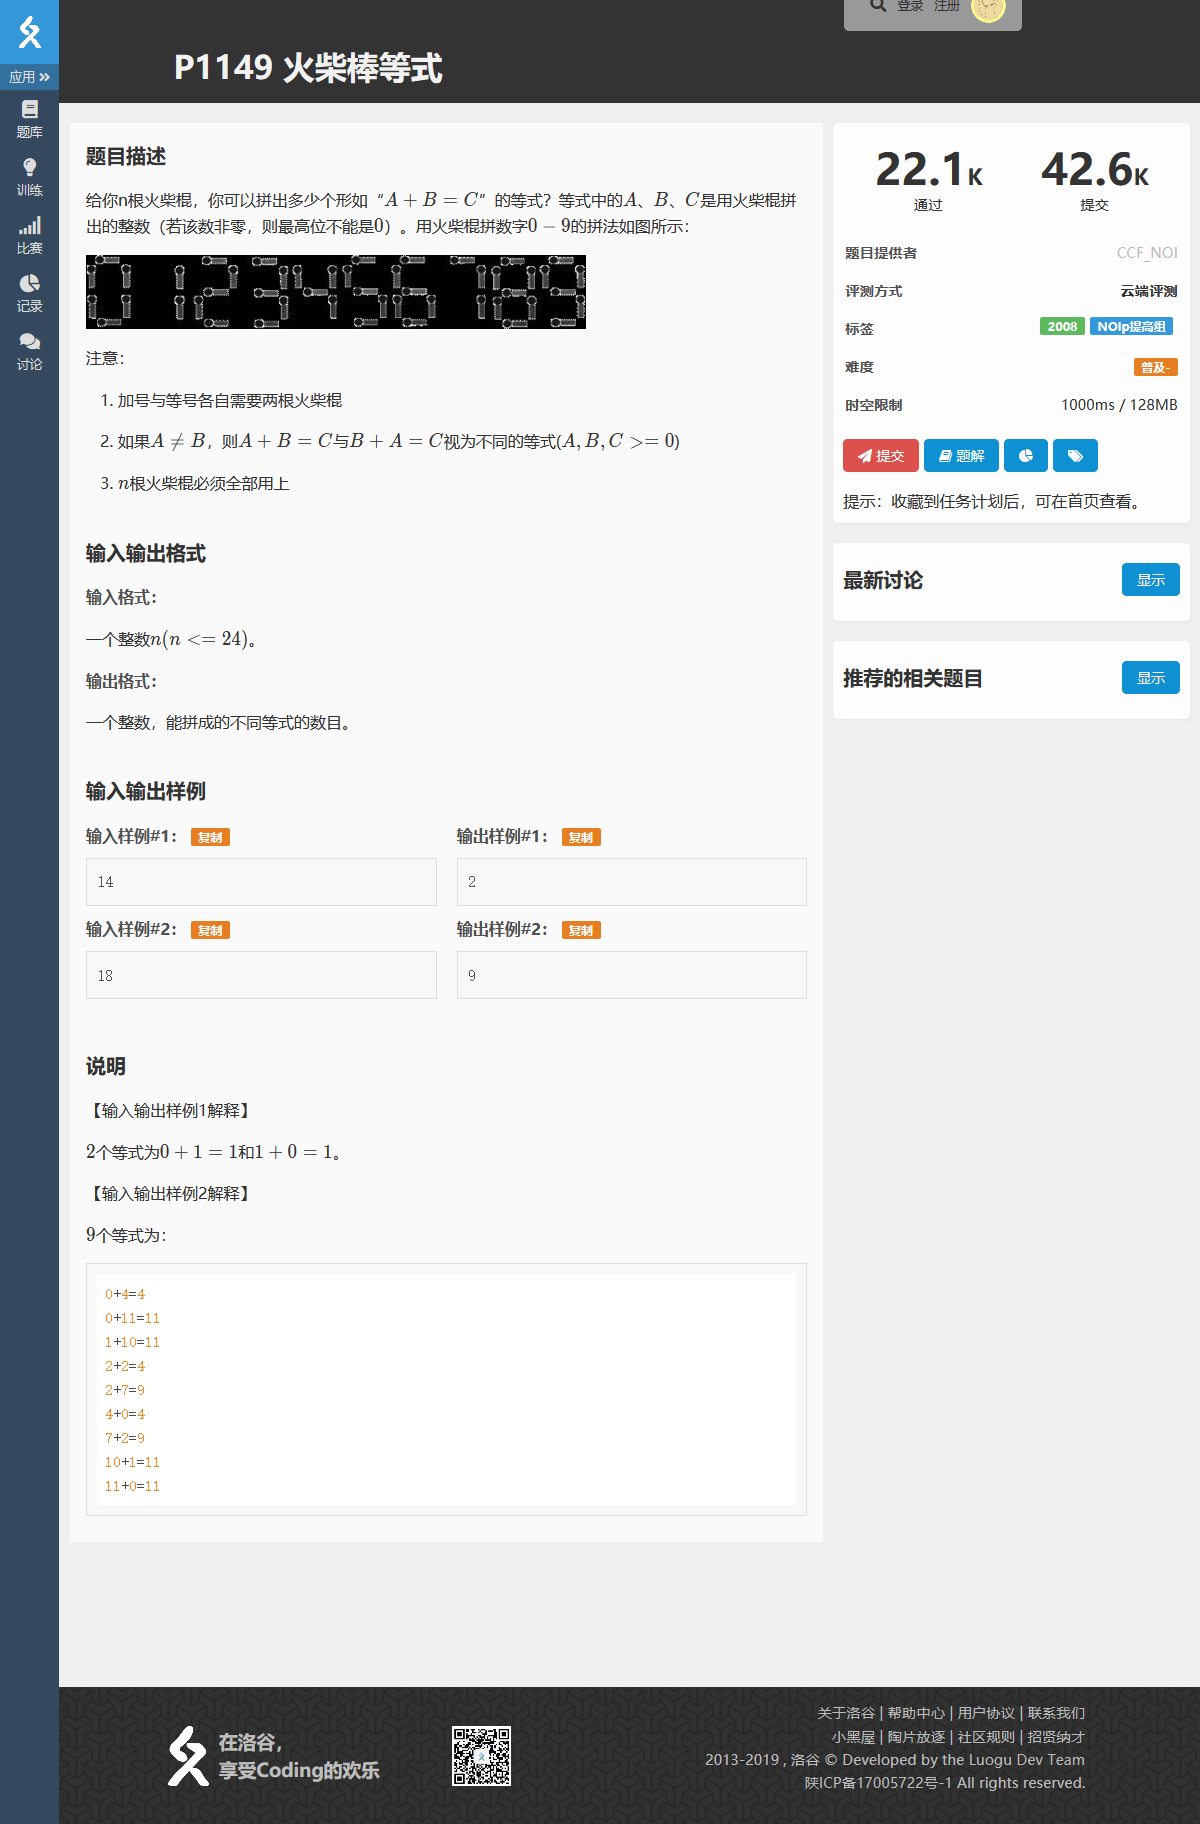 登录 注册
P1149 火柴棒等式
应用
题库
训练
比赛
记录
讨论
题目描述
给你n根火柴棍，你可以拼出多少个形如“A + B = C”的等式？等式中的A、B、C是用火柴棍拼
出的整数（若该数非零，则最高位不能是0）。用火柴棍拼数字0 − 9的拼法如图所示：
0 1 2 3 4 5 6 7 8 9
注意：
1. 加号与等号各自需要两根火柴棍
2. 如果A ≠ B，则A + B = C与B + A = C视为不同的等式(A, B, C >= 0)
3. n根火柴棍必须全部用上
输入输出格式
输入格式：
一个整数n(n <= 24)。
输出格式：
一个整数，能拼成的不同等式的数目。
输入输出样例
输入样例#1： 复制
输出样例#1： 复制
14
2
输入样例#2： 复制
输出样例#2： 复制
18
9
说明
【输入输出样例1解释】
2个等式为0 + 1 = 1和1 + 0 = 1。
【输入输出样例2解释】
9个等式为：
0+4=4
0+11=11
1+10=11
2+2=4
2+7=9
4+0=4
7+2=9
10+1=11
11+0=11
22.1K 42.6K
通过 提交
题目提供者 CCF_NOI
评测方式 云端评测
标签 2008 NOIp提高组
难度 普及-
时空限制 1000ms / 128MB
提交 题解
提示：收藏到任务计划后，可在首页查看。
最新讨论 显示
推荐的相关题目 显示
在洛谷，
享受Coding的欢乐
关于洛谷 | 帮助中心 | 用户协议 | 联系我们
小黑屋 | 陶片放逐 | 社区规则 | 招贤纳才
2013-2019 , 洛谷 © Developed by the Luogu Dev Team
陕ICP备17005722号-1 All rights reserved.